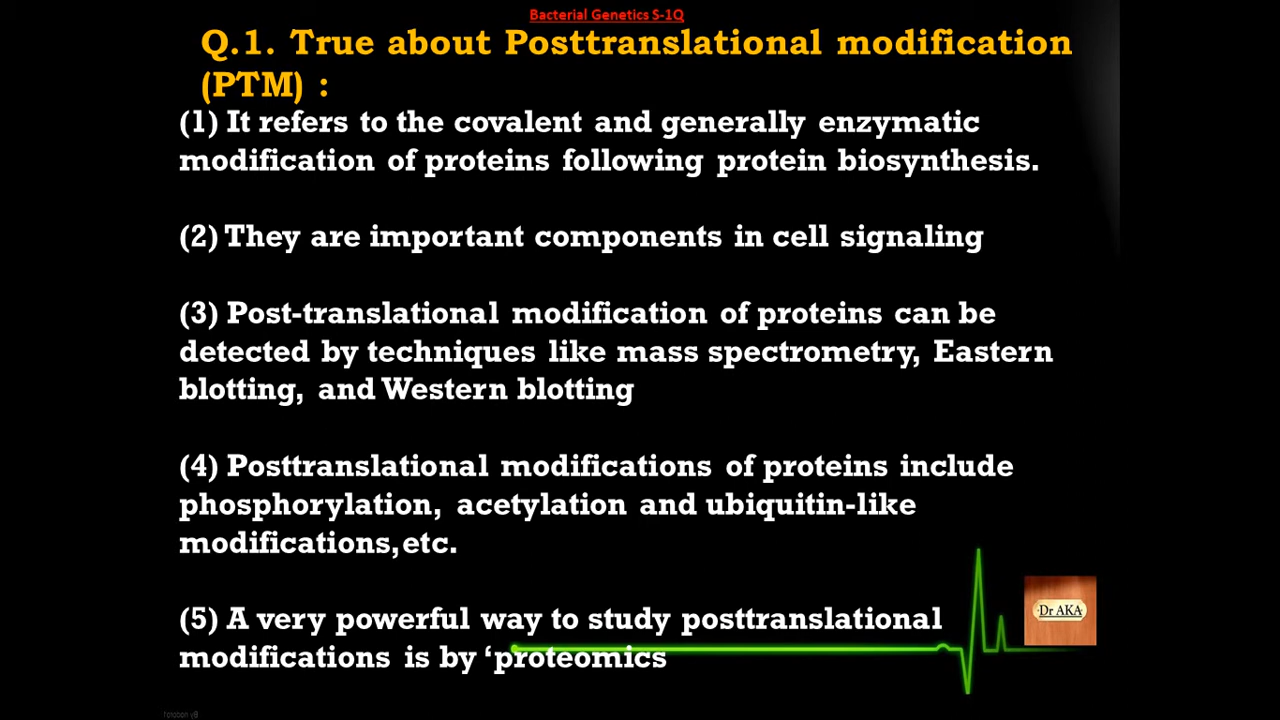 Bacterial Genetics S-1Q
Q.1. True about Posttranslational modification
(PTM) :
(1) It refers to the covalent and generally enzymatic
modification of proteins following protein biosynthesis.
(2) They are important components in cell signaling
(3) Post-translational modification of proteins can be
detected by techniques like mass spectrometry, Eastern
blotting, and Western blotting
(4) Posttranslational modifications of proteins include
phosphorylation, acetylation and ubiquitin-like
modifications,etc.
(5) A very powerful way to study posttranslational
modifications is by ‘proteomics
Dr AKA